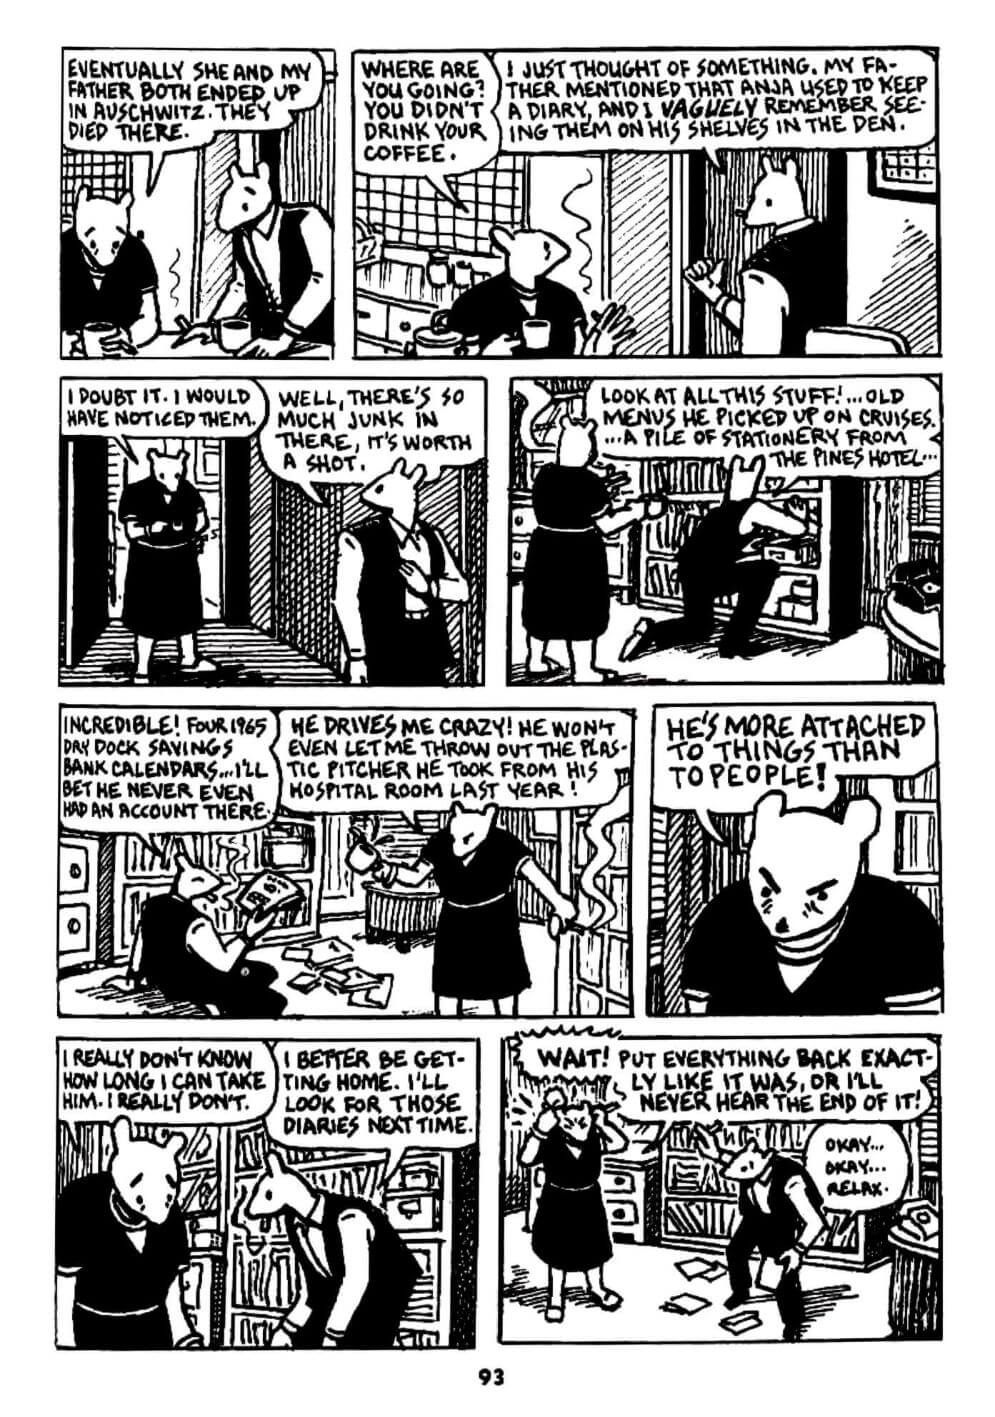 EVENTUALLY SHE AND MY
FATHER BOTH ENDED UP
IN AUSCHWITZ. THEY
DIED THERE.
WHERE ARE
YOU GOING?
YOU DIDN'T
DRINK YOUR
COFFEE.
I JUST THOUGHT OF SOMETHING. MY FA-
THER MENTIONED THAT ANJA USED TO KEEP
A DIARY, AND I VAGUELY REMEMBER SEE-
ING THEM ON HIS SHELVES IN THE DEN.
I DOUBT IT. I WOULD
HAVE NOTICED THEM.
WELL, THERE'S SO
MUCH JUNK IN
THERE, IT'S WORTH
A SHOT.
LOOK AT ALL THIS STUFF!...OLD
MENUS HE PICKED UP ON CRUISES.
...A PILE OF STATIONERY FROM
THE PINES HOTEL...
INCREDIBLE! FOUR 1965
DRY DOCK SAVINGS
BANK CALENDARS...I'LL
BET HE NEVER EVEN
HAD AN ACCOUNT THERE.
HE DRIVES ME CRAZY! HE WON'T
EVEN LET ME THROW OUT THE PLAS-
TIC PITCHER HE TOOK FROM HIS
HOSPITAL ROOM LAST YEAR!
HE'S MORE ATTACHED
TO THINGS THAN
TO PEOPLE!
I REALLY DON'T KNOW
HOW LONG I CAN TAKE
HIM. I REALLY DON'T.
I BETTER BE GET-
TING HOME. I'LL
LOOK FOR THOSE
DIARIES NEXT TIME.
WAIT! PUT EVERYTHING BACK EXACT-
LY LIKE IT WAS, OR I'LL
NEVER HEAR THE END OF IT!
OKAY...
OKAY...
RELAX.
93